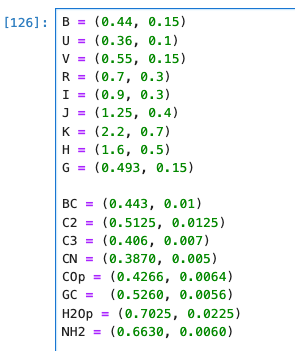 [126]: B = (0.44, 0.15)
U = (0.36, 0.1)
V = (0.55, 0.15)
R = (0.7, 0.3)
I = (0.9, 0.3)
J = (1.25, 0.4)
K = (2.2, 0.7)
H = (1.6, 0.5)
G = (0.493, 0.15)
BC = (0.443, 0.01)
C2 = (0.5125, 0.0125)
C3 = (0.406, 0.007)
CN = (0.3870, 0.005)
COp = (0.4266, 0.0064)
GC =  (0.5260, 0.0056)
H2Op = (0.7025, 0.0225)
NH2 = (0.6630, 0.0060)